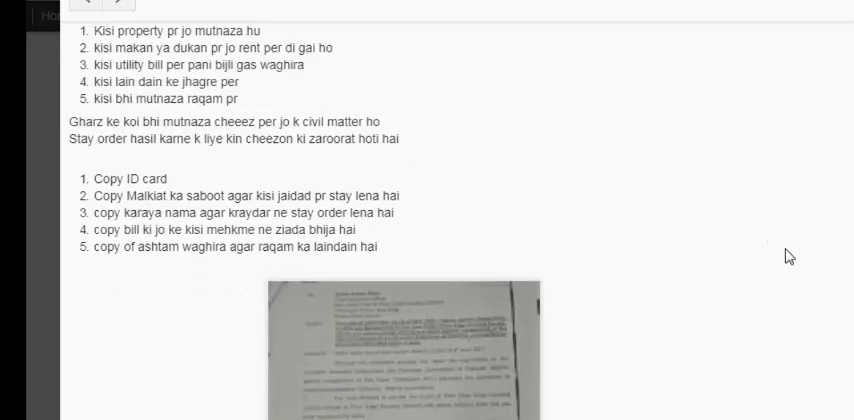 Ho
1. Kisi property pr jo mutnaza hu
2. kisi makan ya dukan pr jo rent per di gai ho
3. kisi utility bill per pani bijli gas waghira
4. kisi lain dain ke jhagre per
5. kisi bhi mutnaza raqam pr
Gharz ke koi bhi mutnaza cheeez per jo k civil matter ho
Stay order hasil karne k liye kin cheezon ki zaroorat hoti hai
1. Copy ID card
2. Copy Malkiat ka saboot agar kisi jaidad pr stay lena hai
3. copy karaya nama agar kraydar ne stay order lena hai
4. copy bill ki jo ke kisi mehkme ne ziada bhija hai
5. copy of ashtam waghira agar raqam ka laindain hai